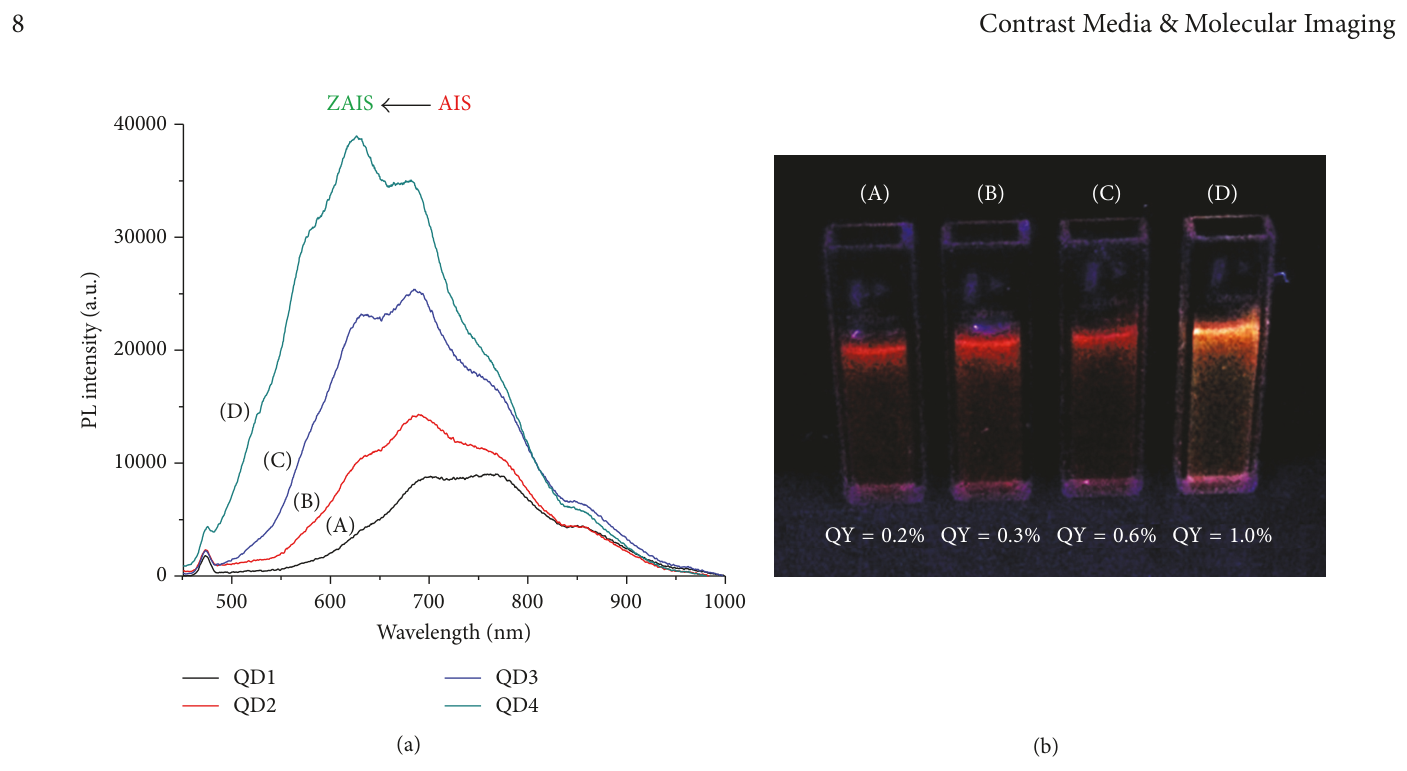 8
Contrast Media & Molecular Imaging
ZAIS ← AIS
40000
30000
20000
10000
0
PL intensity (a.u.)
(D)
(C)
(B)
(A)
500 600 700 800 900 1000
Wavelength (nm)
QD1 QD3
QD2 QD4
(a)
(A) (B) (C) (D)
QY = 0.2% QY = 0.3% QY = 0.6% QY = 1.0%
(b)